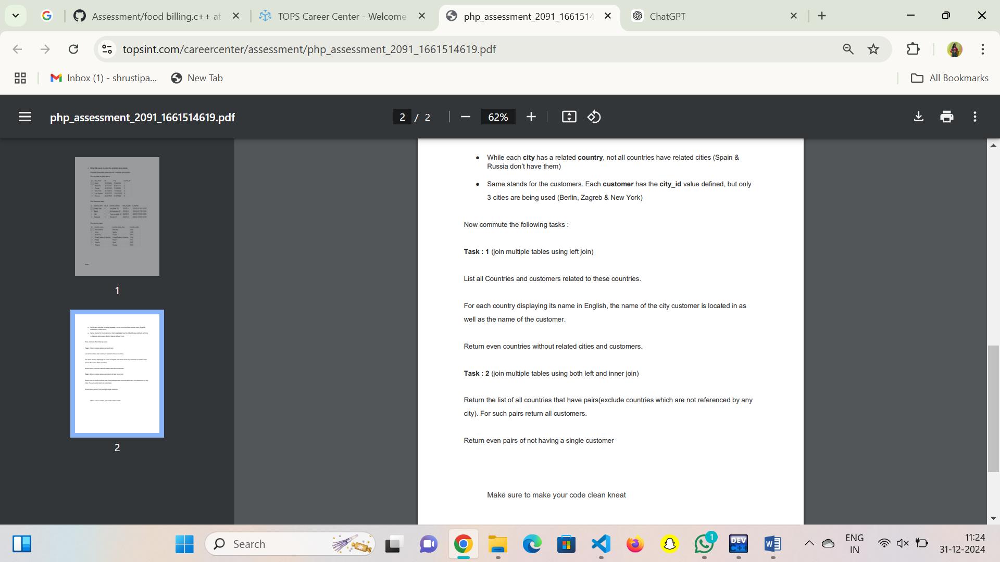 Assessment/food billing.c++ at
TOPS Career Center - Welcome
php_assessment_2091_1661514
ChatGPT
topsint.com/careercenter/assessment/php_assessment_2091_1661514619.pdf
Inbox (1) - shrustipa...
New Tab
All Bookmarks
php_assessment_2091_1661514619.pdf
2 / 2
62%
● While each city has a related country, not all countries have related cities (Spain &
Russia don't have them)
● Same stands for the customers. Each customer has the city_id value defined, but only
3 cities are being used (Berlin, Zagreb & New York)
Now commute the following tasks :
Task : 1 (join multiple tables using left join)
List all Countries and customers related to these countries.
For each country displaying its name in English, the name of the city customer is located in as
well as the name of the customer.
Return even countries without related cities and customers.
Task : 2 (join multiple tables using both left and inner join)
Return the list of all countries that have pairs(exclude countries which are not referenced by any
city). For such pairs return all customers.
Return even pairs of not having a single customer
Make sure to make your code clean kneat
1
2
Search
DEV
C++
1
ENG
IN
11:24
31-12-2024